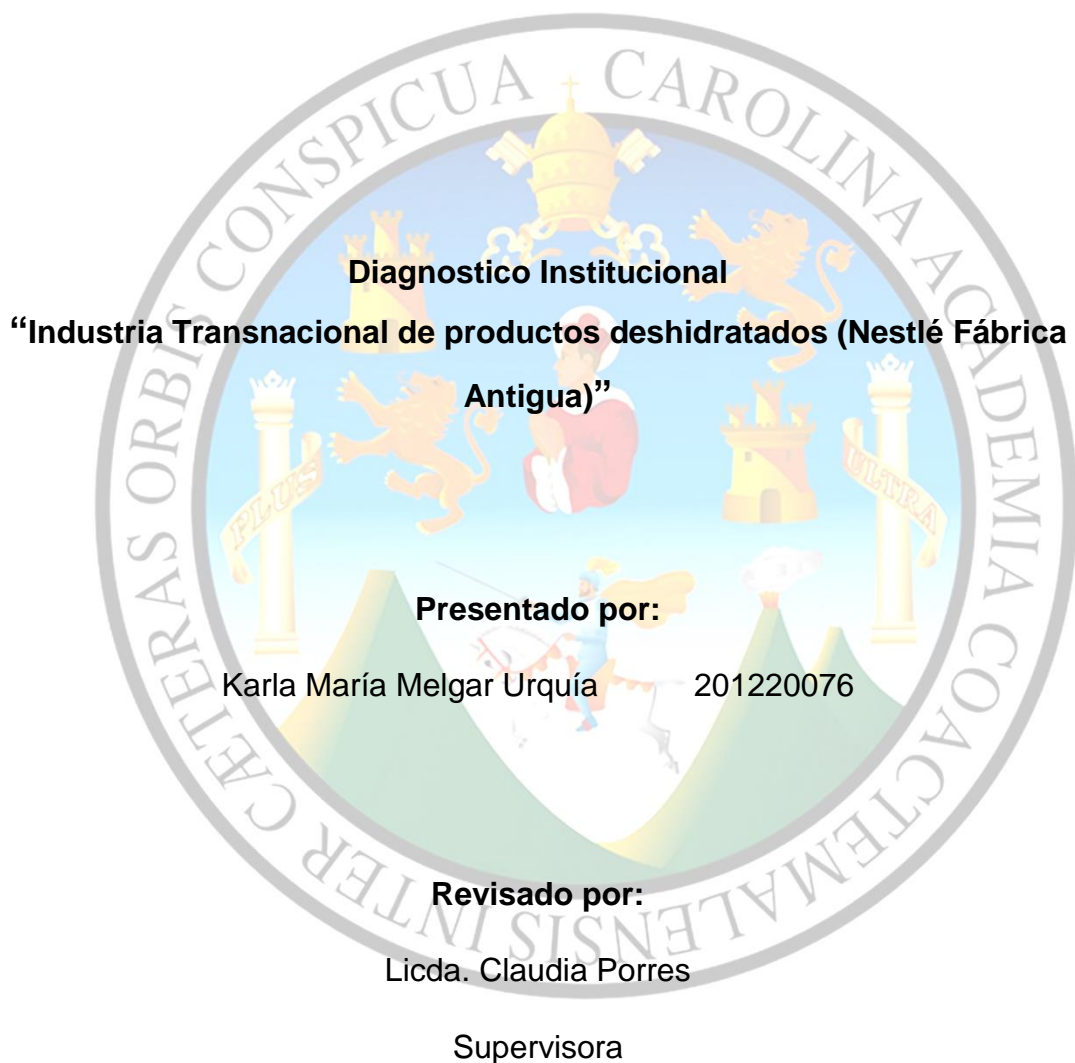 CAROLINA ACADEMIA COACTEMALENSIS INTER CÆTERAS ORBIS CONSPICUA
Diagnostico Institucional
“Industria Transnacional de productos deshidratados (Nestlé Fábrica
Antigua)”
PLUS
ULTRA
Presentado por:
Karla María Melgar Urquía 201220076
Revisado por:
Licda. Claudia Porres
Supervisora